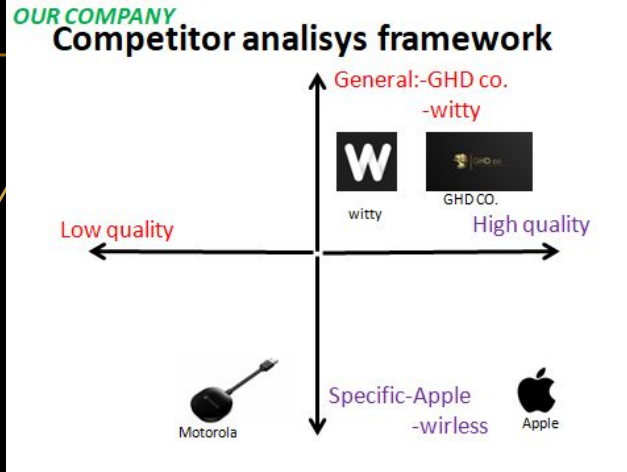 OUR COMPANY
Competitor analisys framework
General:-GHD co.
-witty
W
GHD co
witty
GHD CO.
Low quality
High quality
Specific-Apple
-wirless
Motorola
Apple